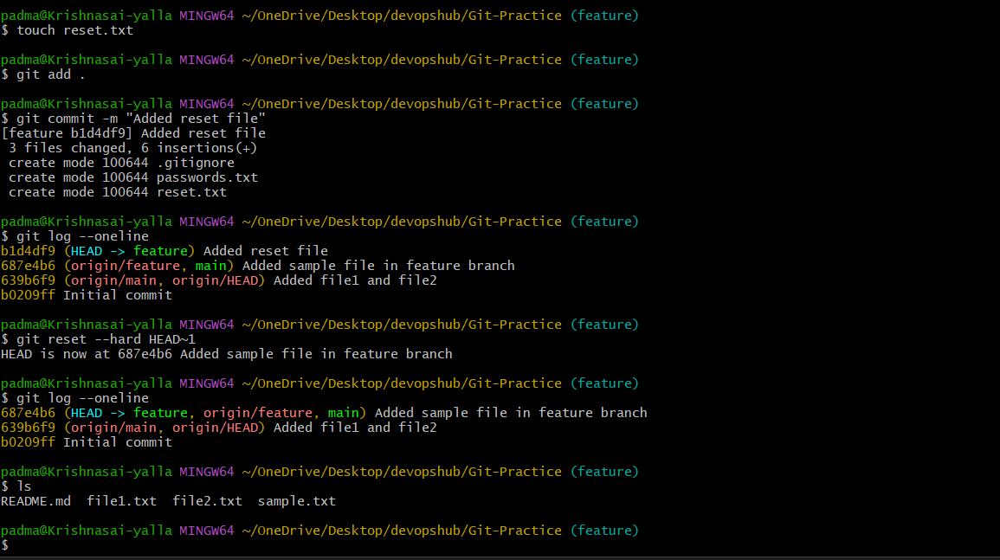 padma@Krishnasai-yalla MINGW64 ~/OneDrive/Desktop/devopshub/Git-Practice (feature)
$ touch reset.txt
padma@Krishnasai-yalla MINGW64 ~/OneDrive/Desktop/devopshub/Git-Practice (feature)
$ git add .
padma@Krishnasai-yalla MINGW64 ~/OneDrive/Desktop/devopshub/Git-Practice (feature)
$ git commit -m "Added reset file"
[feature b1d4df9] Added reset file
 3 files changed, 6 insertions(+)
 create mode 100644 .gitignore
 create mode 100644 passwords.txt
 create mode 100644 reset.txt
padma@Krishnasai-yalla MINGW64 ~/OneDrive/Desktop/devopshub/Git-Practice (feature)
$ git log --oneline
b1d4df9 (HEAD -> feature) Added reset file
687e4b6 (origin/feature, main) Added sample file in feature branch
639b6f9 (origin/main, origin/HEAD) Added file1 and file2
b0209ff Initial commit
padma@Krishnasai-yalla MINGW64 ~/OneDrive/Desktop/devopshub/Git-Practice (feature)
$ git reset --hard HEAD~1
HEAD is now at 687e4b6 Added sample file in feature branch
padma@Krishnasai-yalla MINGW64 ~/OneDrive/Desktop/devopshub/Git-Practice (feature)
$ git log --oneline
687e4b6 (HEAD -> feature, origin/feature, main) Added sample file in feature branch
639b6f9 (origin/main, origin/HEAD) Added file1 and file2
b0209ff Initial commit
padma@Krishnasai-yalla MINGW64 ~/OneDrive/Desktop/devopshub/Git-Practice (feature)
$ ls
README.md  file1.txt  file2.txt  sample.txt
padma@Krishnasai-yalla MINGW64 ~/OneDrive/Desktop/devopshub/Git-Practice (feature)
$